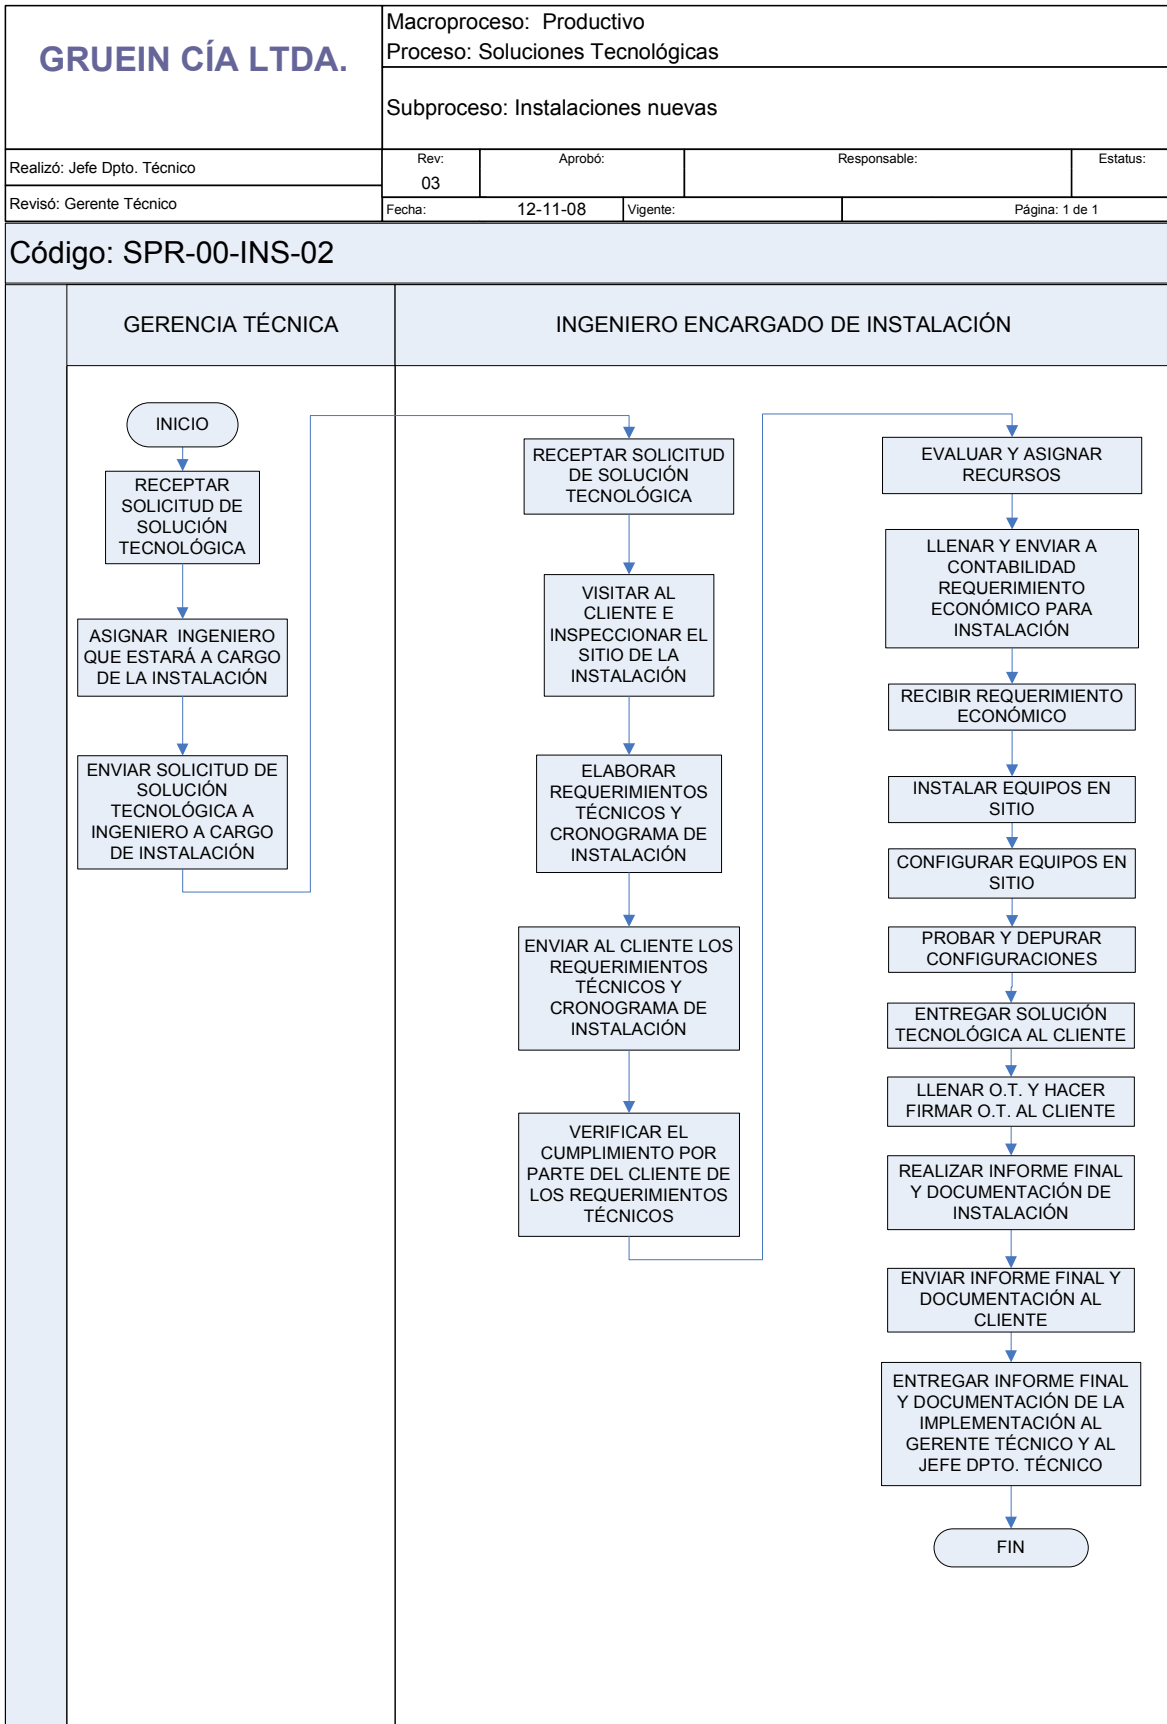 GRUEIN CÍA LTDA.
Macroproceso: Productivo
Proceso: Soluciones Tecnológicas
Subproceso: Instalaciones nuevas
Realizó: Jefe Dpto. Técnico
Revisó: Gerente Técnico
Rev:
03
Aprobó:
Responsable:
Estatus:
Fecha:
12-11-08
Vigente:
Página: 1 de 1
Código: SPR-00-INS-02
GERENCIA TÉCNICA
INGENIERO ENCARGADO DE INSTALACIÓN
INICIO
RECEPTAR
SOLICITUD DE
SOLUCIÓN
TECNOLÓGICA
ASIGNAR INGENIERO
QUE ESTARÁ A CARGO
DE LA INSTALACIÓN
ENVIAR SOLICITUD DE
SOLUCIÓN
TECNOLÓGICA A
INGENIERO A CARGO
DE INSTALACIÓN
RECEPTAR SOLICITUD
DE SOLUCIÓN
TECNOLÓGICA
VISITAR AL
CLIENTE E
INSPECCIONAR EL
SITIO DE LA
INSTALACIÓN
ELABORAR
REQUERIMIENTOS
TÉCNICOS Y
CRONOGRAMA DE
INSTALACIÓN
ENVIAR AL CLIENTE LOS
REQUERIMIENTOS
TÉCNICOS Y
CRONOGRAMA DE
INSTALACIÓN
VERIFICAR EL
CUMPLIMIENTO POR
PARTE DEL CLIENTE DE
LOS REQUERIMIENTOS
TÉCNICOS
EVALUAR Y ASIGNAR
RECURSOS
LLENAR Y ENVIAR A
CONTABILIDAD
REQUERIMIENTO
ECONÓMICO PARA
INSTALACIÓN
RECIBIR REQUERIMIENTO
ECONÓMICO
INSTALAR EQUIPOS EN
SITIO
CONFIGURAR EQUIPOS EN
SITIO
PROBAR Y DEPURAR
CONFIGURACIONES
ENTREGAR SOLUCIÓN
TECNOLÓGICA AL CLIENTE
LLENAR O.T. Y HACER
FIRMAR O.T. AL CLIENTE
REALIZAR INFORME FINAL
Y DOCUMENTACIÓN DE
INSTALACIÓN
ENVIAR INFORME FINAL Y
DOCUMENTACIÓN AL
CLIENTE
ENTREGAR INFORME FINAL
Y DOCUMENTACIÓN DE LA
IMPLEMENTACIÓN AL
GERENTE TÉCNICO Y AL
JEFE DPTO. TÉCNICO
FIN